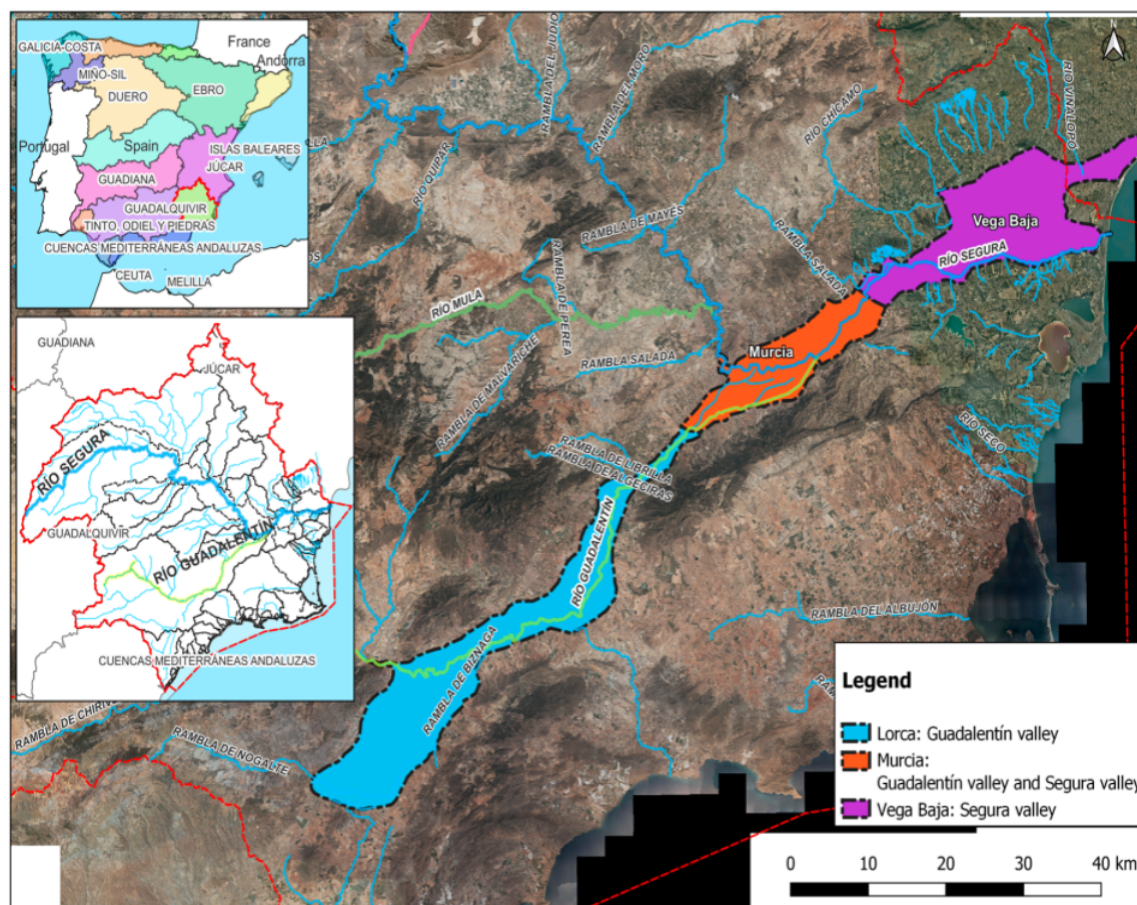 France
Andorra
GALICIA-COSTA
MIÑO-SIL
DUERO
EBRO
Portugal
Spain
ISLAS BALEARES
JÚCAR
GUADIANA
GUADALQUIVIR
TINTO, ODIEL Y PIEDRAS
CUENCAS MEDITERRÁNEAS ANDALUZAS
CEUTA
MELILLA
GUADIANA
JÚCAR
RÍO SEGURA
GUADALQUIVIR
RÍO GUADALENTÍN
CUENCAS MEDITERRÁNEAS ANDALUZAS
N
RAMBLA DEL JUDÍO
RAMBLA DEL MORO
RÍO CHÍCAMO
RÍO VINALOPÓ
RÍO QUÍPAR
RAMBLA DE MAYÉS
RAMBLA SALADA
Vega Baja
RÍO SEGURA
RÍO MULA
RAMBLA DE PEREA
RAMBLA SALADA
Murcia
RAMBLA DE MALVARICHE
RÍO SECO
RAMBLA DE LIBRILLA
RAMBLA DE ALGECIRAS
RÍO GUADALENTÍN
RAMBLA DEL ALBUJÓN
RAMBLA DE BIZNAGA
RAMBLA DE NOGALTE
Legend
Lorca: Guadalentín valley
Murcia:
Guadalentín valley and Segura valley
Vega Baja: Segura valley
0 10 20 30 40 km